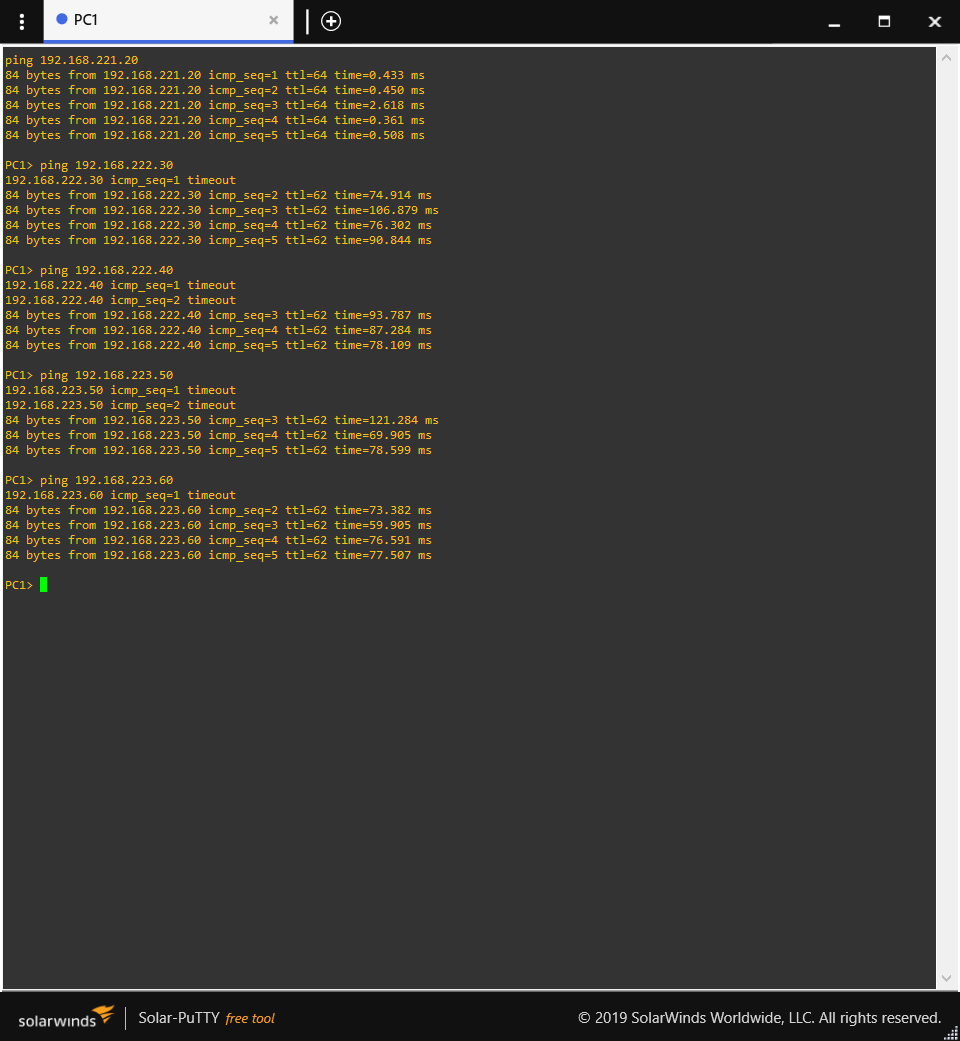 PC1
ping 192.168.221.20
84 bytes from 192.168.221.20 icmp_seq=1 ttl=64 time=0.433 ms
84 bytes from 192.168.221.20 icmp_seq=2 ttl=64 time=0.450 ms
84 bytes from 192.168.221.20 icmp_seq=3 ttl=64 time=2.618 ms
84 bytes from 192.168.221.20 icmp_seq=4 ttl=64 time=0.361 ms
84 bytes from 192.168.221.20 icmp_seq=5 ttl=64 time=0.508 ms
PC1> ping 192.168.222.30
192.168.222.30 icmp_seq=1 timeout
84 bytes from 192.168.222.30 icmp_seq=2 ttl=62 time=74.914 ms
84 bytes from 192.168.222.30 icmp_seq=3 ttl=62 time=106.879 ms
84 bytes from 192.168.222.30 icmp_seq=4 ttl=62 time=76.302 ms
84 bytes from 192.168.222.30 icmp_seq=5 ttl=62 time=90.844 ms
PC1> ping 192.168.222.40
192.168.222.40 icmp_seq=1 timeout
192.168.222.40 icmp_seq=2 timeout
84 bytes from 192.168.222.40 icmp_seq=3 ttl=62 time=93.787 ms
84 bytes from 192.168.222.40 icmp_seq=4 ttl=62 time=87.284 ms
84 bytes from 192.168.222.40 icmp_seq=5 ttl=62 time=78.109 ms
PC1> ping 192.168.223.50
192.168.223.50 icmp_seq=1 timeout
192.168.223.50 icmp_seq=2 timeout
84 bytes from 192.168.223.50 icmp_seq=3 ttl=62 time=121.284 ms
84 bytes from 192.168.223.50 icmp_seq=4 ttl=62 time=69.905 ms
84 bytes from 192.168.223.50 icmp_seq=5 ttl=62 time=78.599 ms
PC1> ping 192.168.223.60
192.168.223.60 icmp_seq=1 timeout
84 bytes from 192.168.223.60 icmp_seq=2 ttl=62 time=73.382 ms
84 bytes from 192.168.223.60 icmp_seq=3 ttl=62 time=59.905 ms
84 bytes from 192.168.223.60 icmp_seq=4 ttl=62 time=76.591 ms
84 bytes from 192.168.223.60 icmp_seq=5 ttl=62 time=77.507 ms
PC1>
solarwinds Solar-PuTTY free tool © 2019 SolarWinds Worldwide, LLC. All rights reserved.